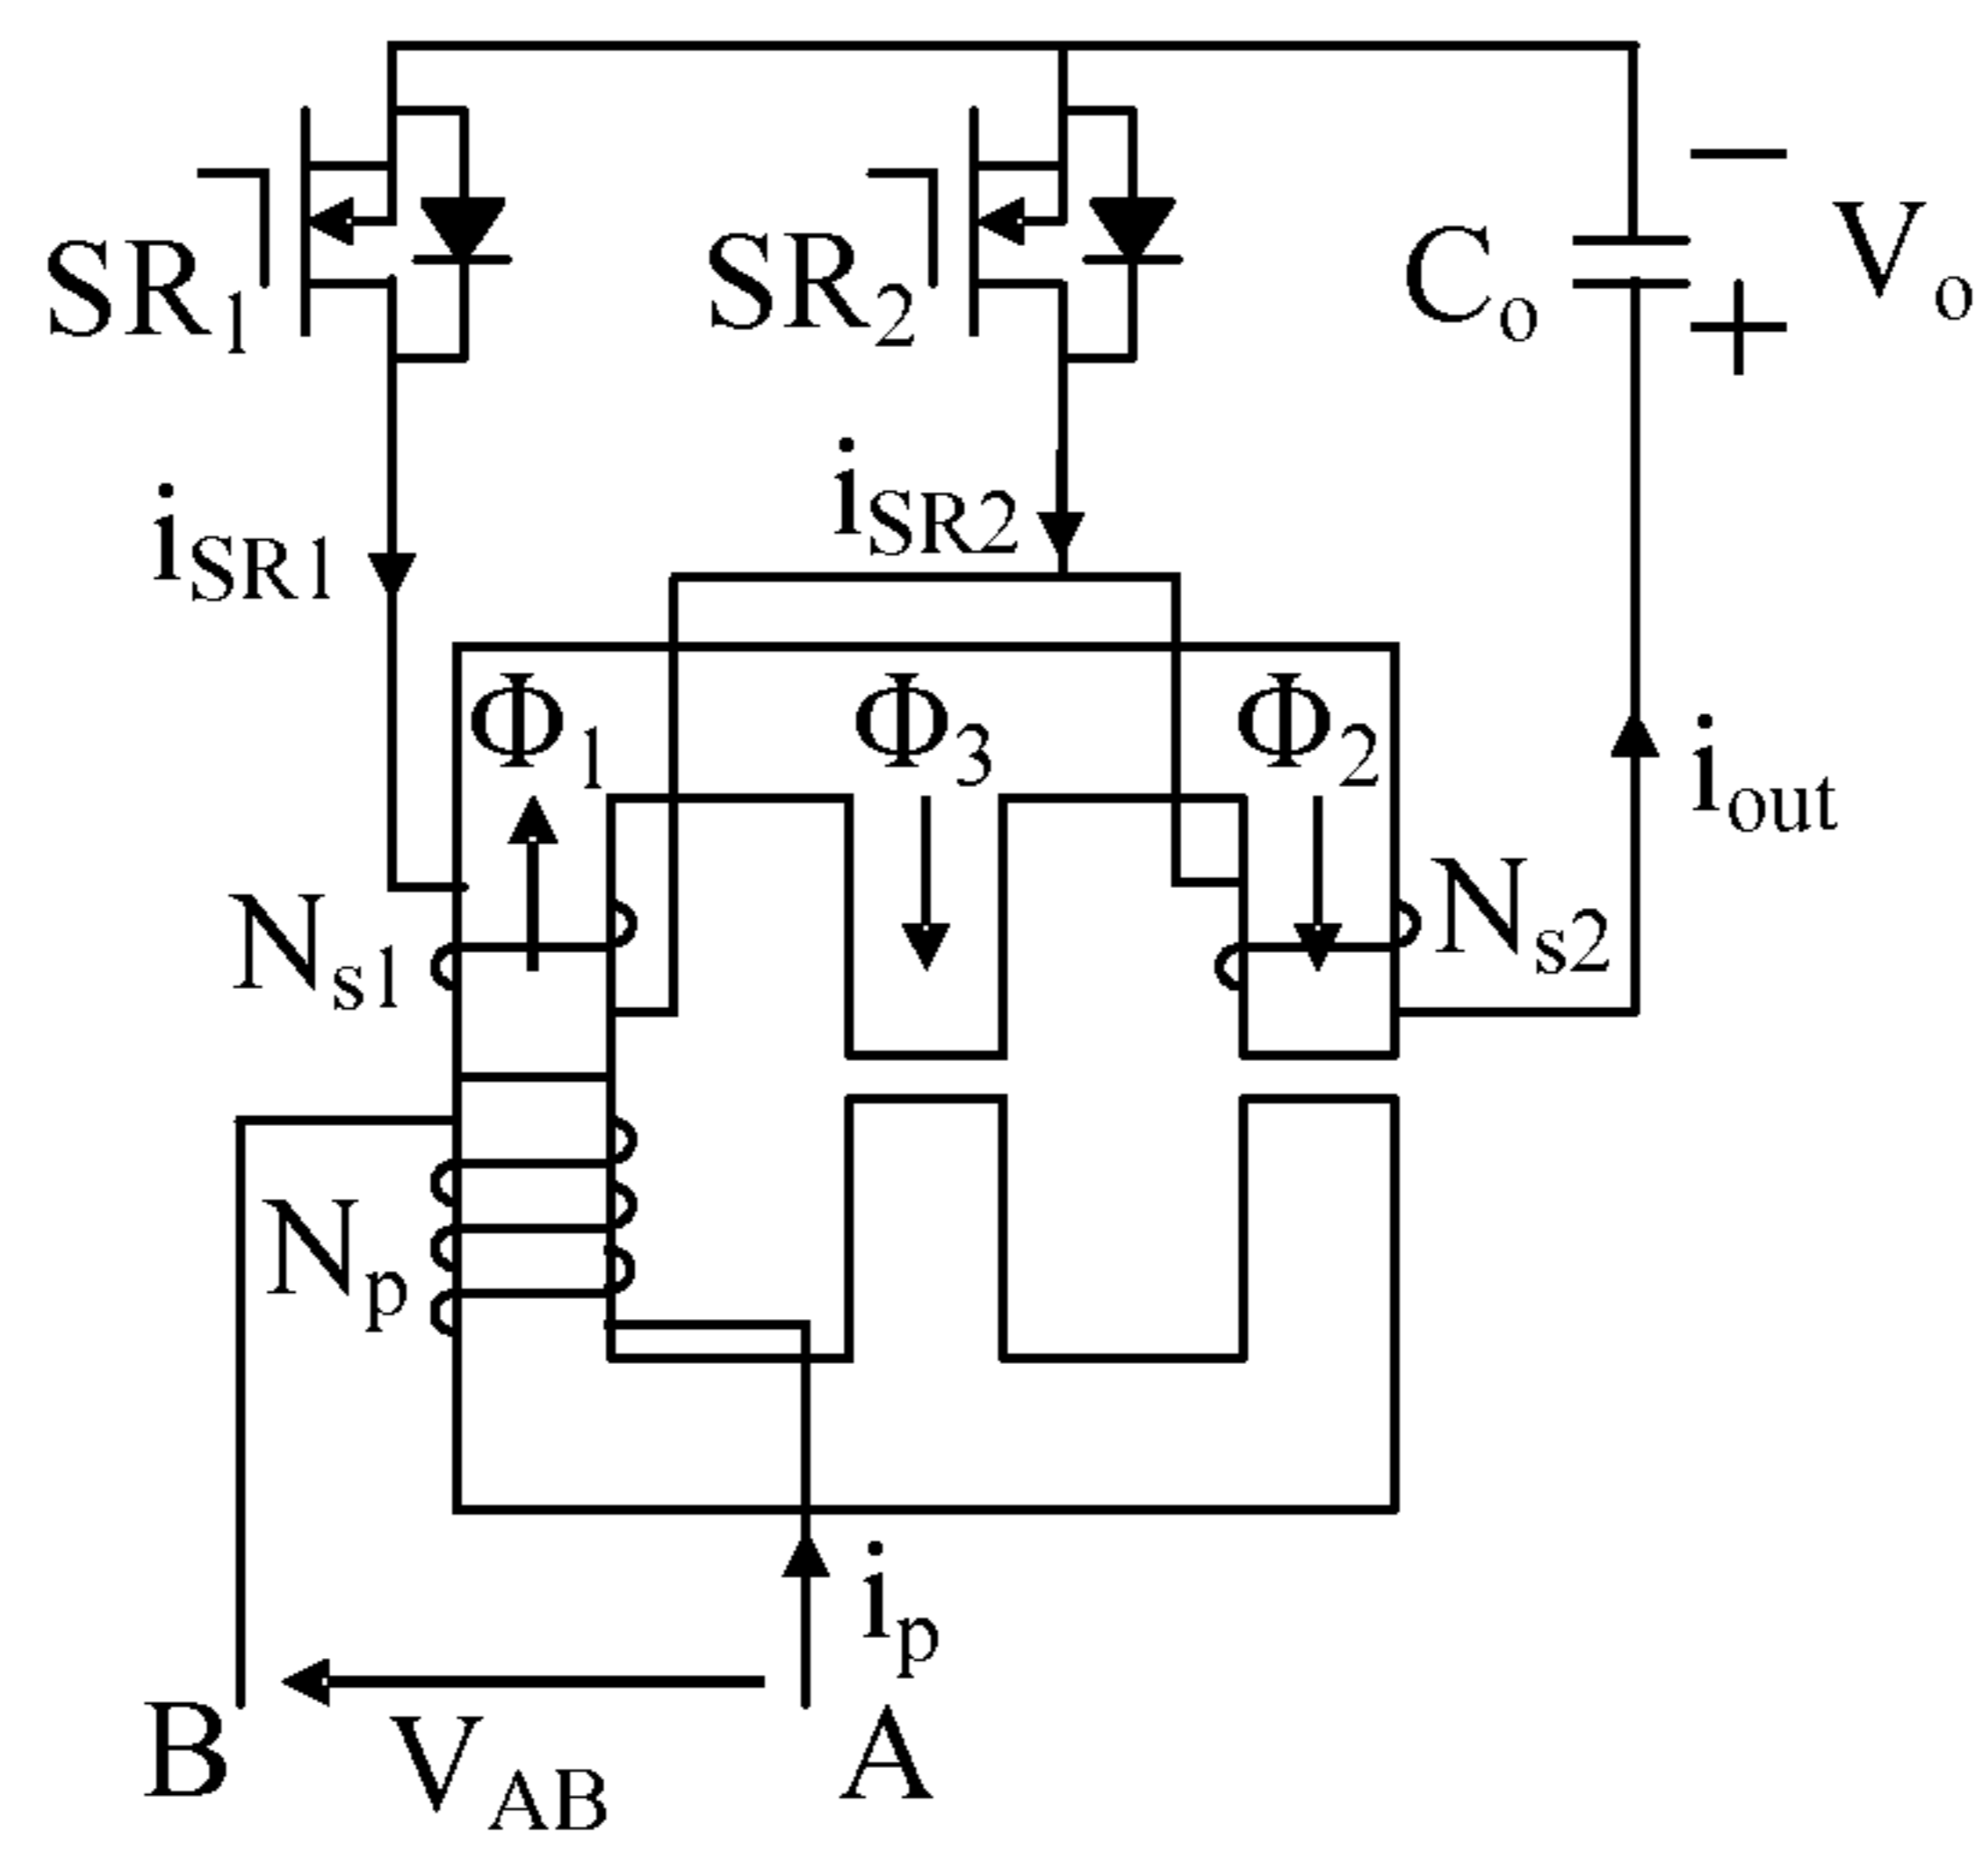 SR1
SR2
Co
−
Vo
+
iSR1
iSR2
Φ1
Φ3
Φ2
iout
Ns1
Ns2
Np
ip
B
VAB
A